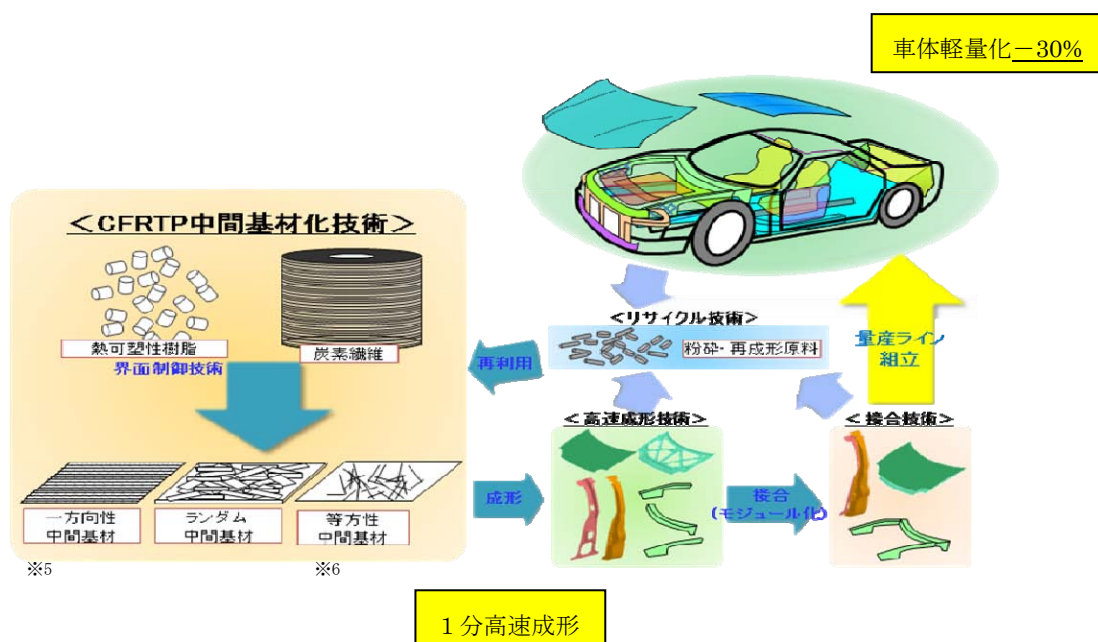 車体軽量化－30%
＜CFRTP中間基材化技術＞
熱可塑性樹脂
炭素繊維
界面制御技術
一方向性
中間基材
ランダム
中間基材
等方性
中間基材
※5
※6
＜リサイクル技術＞
粉砕・再成形原料
再利用
量産ライン
組立
＜高速成形技術＞
＜接合技術＞
成形
接合
(モジュール化)
１分高速成形